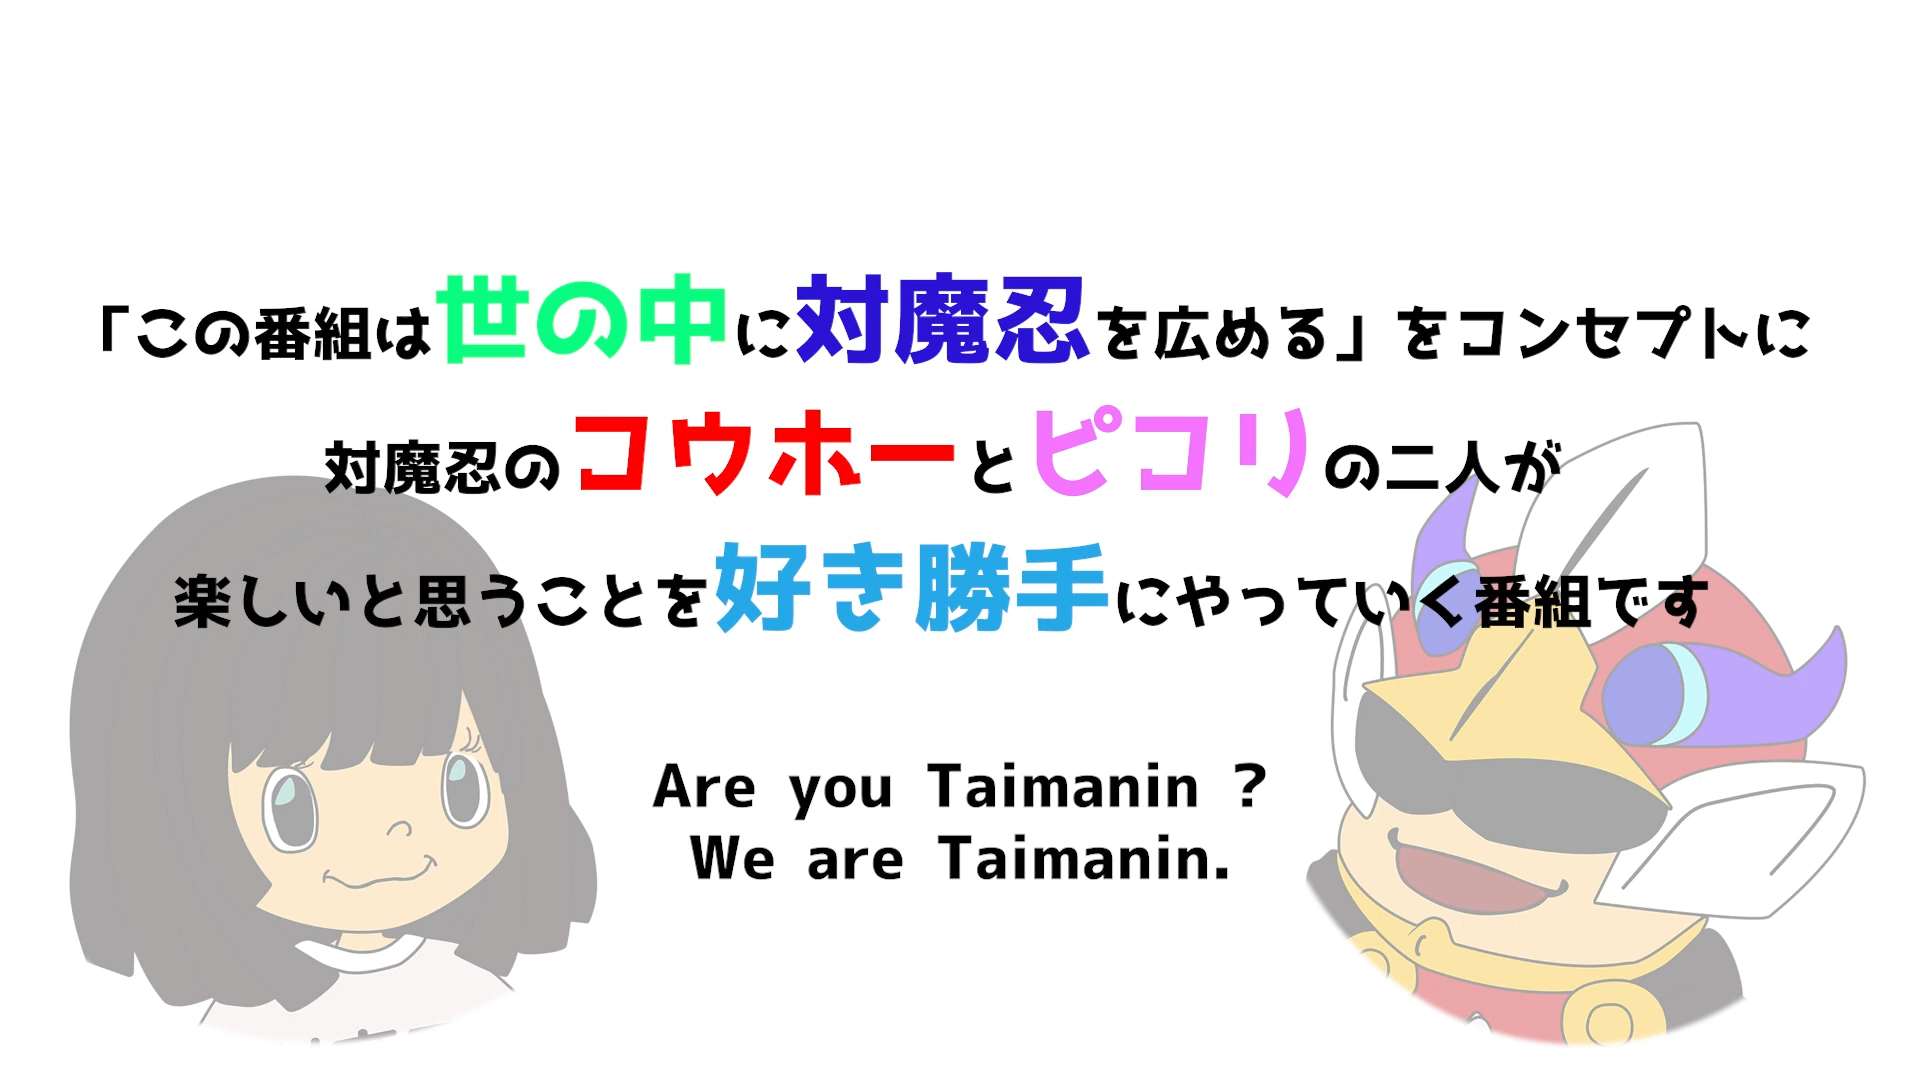 「この番組は世の中に対魔忍を広める」をコンセプトに
対魔忍のコウホーとピコリの二人が
楽しいと思うことを好き勝手にやっていく番組です
Are you Taimanin ?
We are Taimanin.